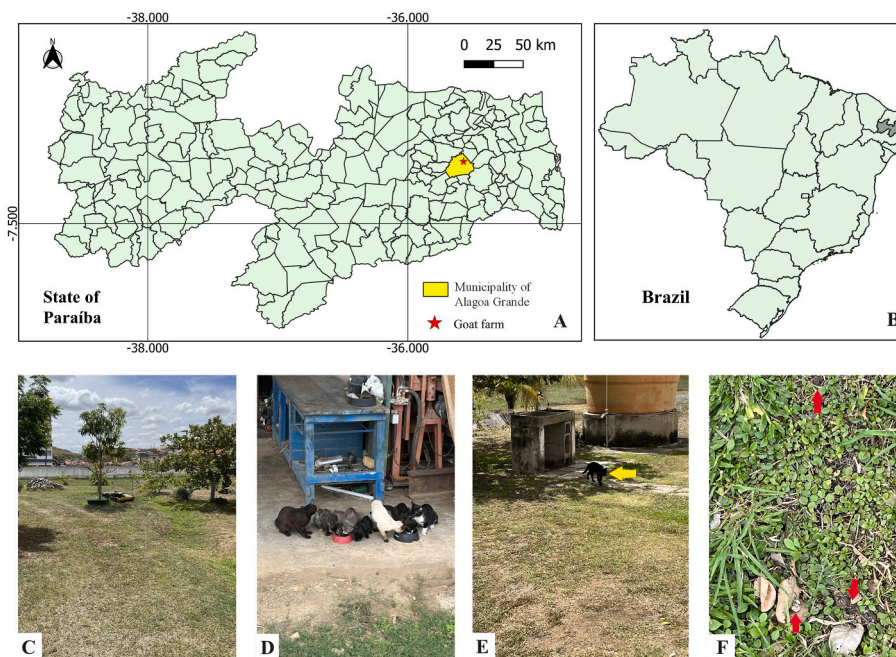 -38.000
-36.000
N
0 25 50 km
-7.500
State of
Paraíba
Municipality of
Alagoa Grande
Goat farm
A
-38.000
-36.000
Brazil
B
C
D
E
F